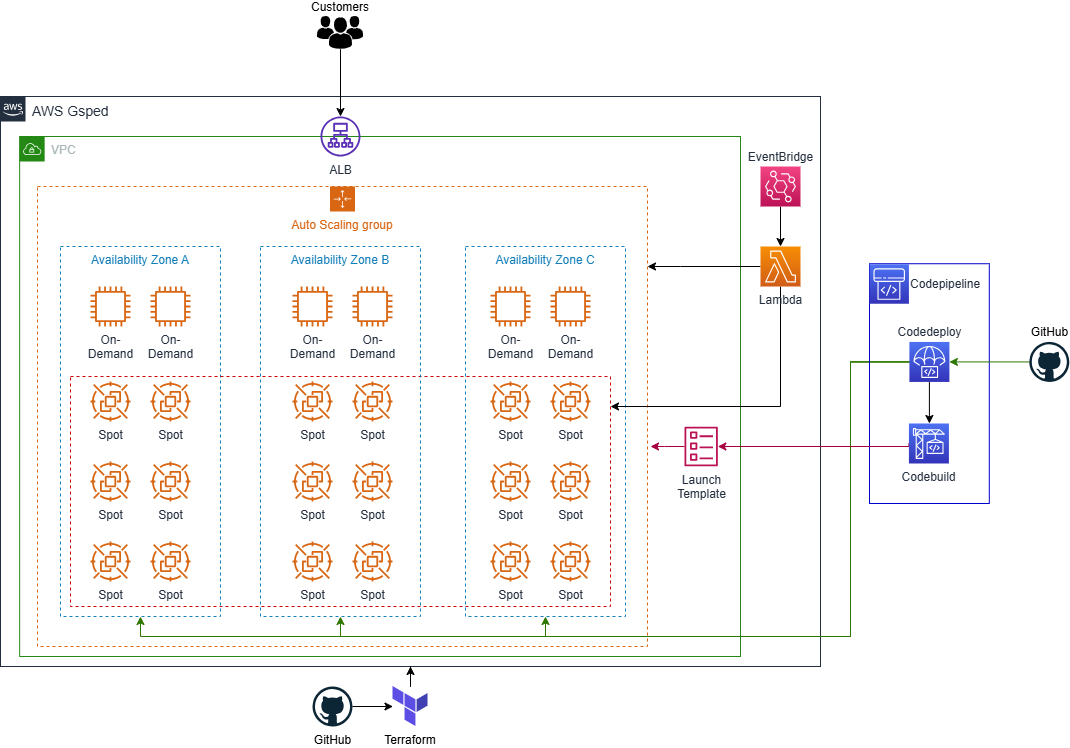 Customers
aws
AWS Gsped
VPC
ALB
EventBridge
Auto Scaling group
Availability Zone A
Availability Zone B
Availability Zone C
Lambda
Codepipeline
On-
Demand
On-
Demand
On-
Demand
On-
Demand
On-
Demand
On-
Demand
Codedeploy
GitHub
Spot
Spot
Spot
Spot
Spot
Spot
Launch
Template
Codebuild
Spot
Spot
Spot
Spot
Spot
Spot
Spot
Spot
Spot
Spot
Spot
Spot
GitHub
Terraform